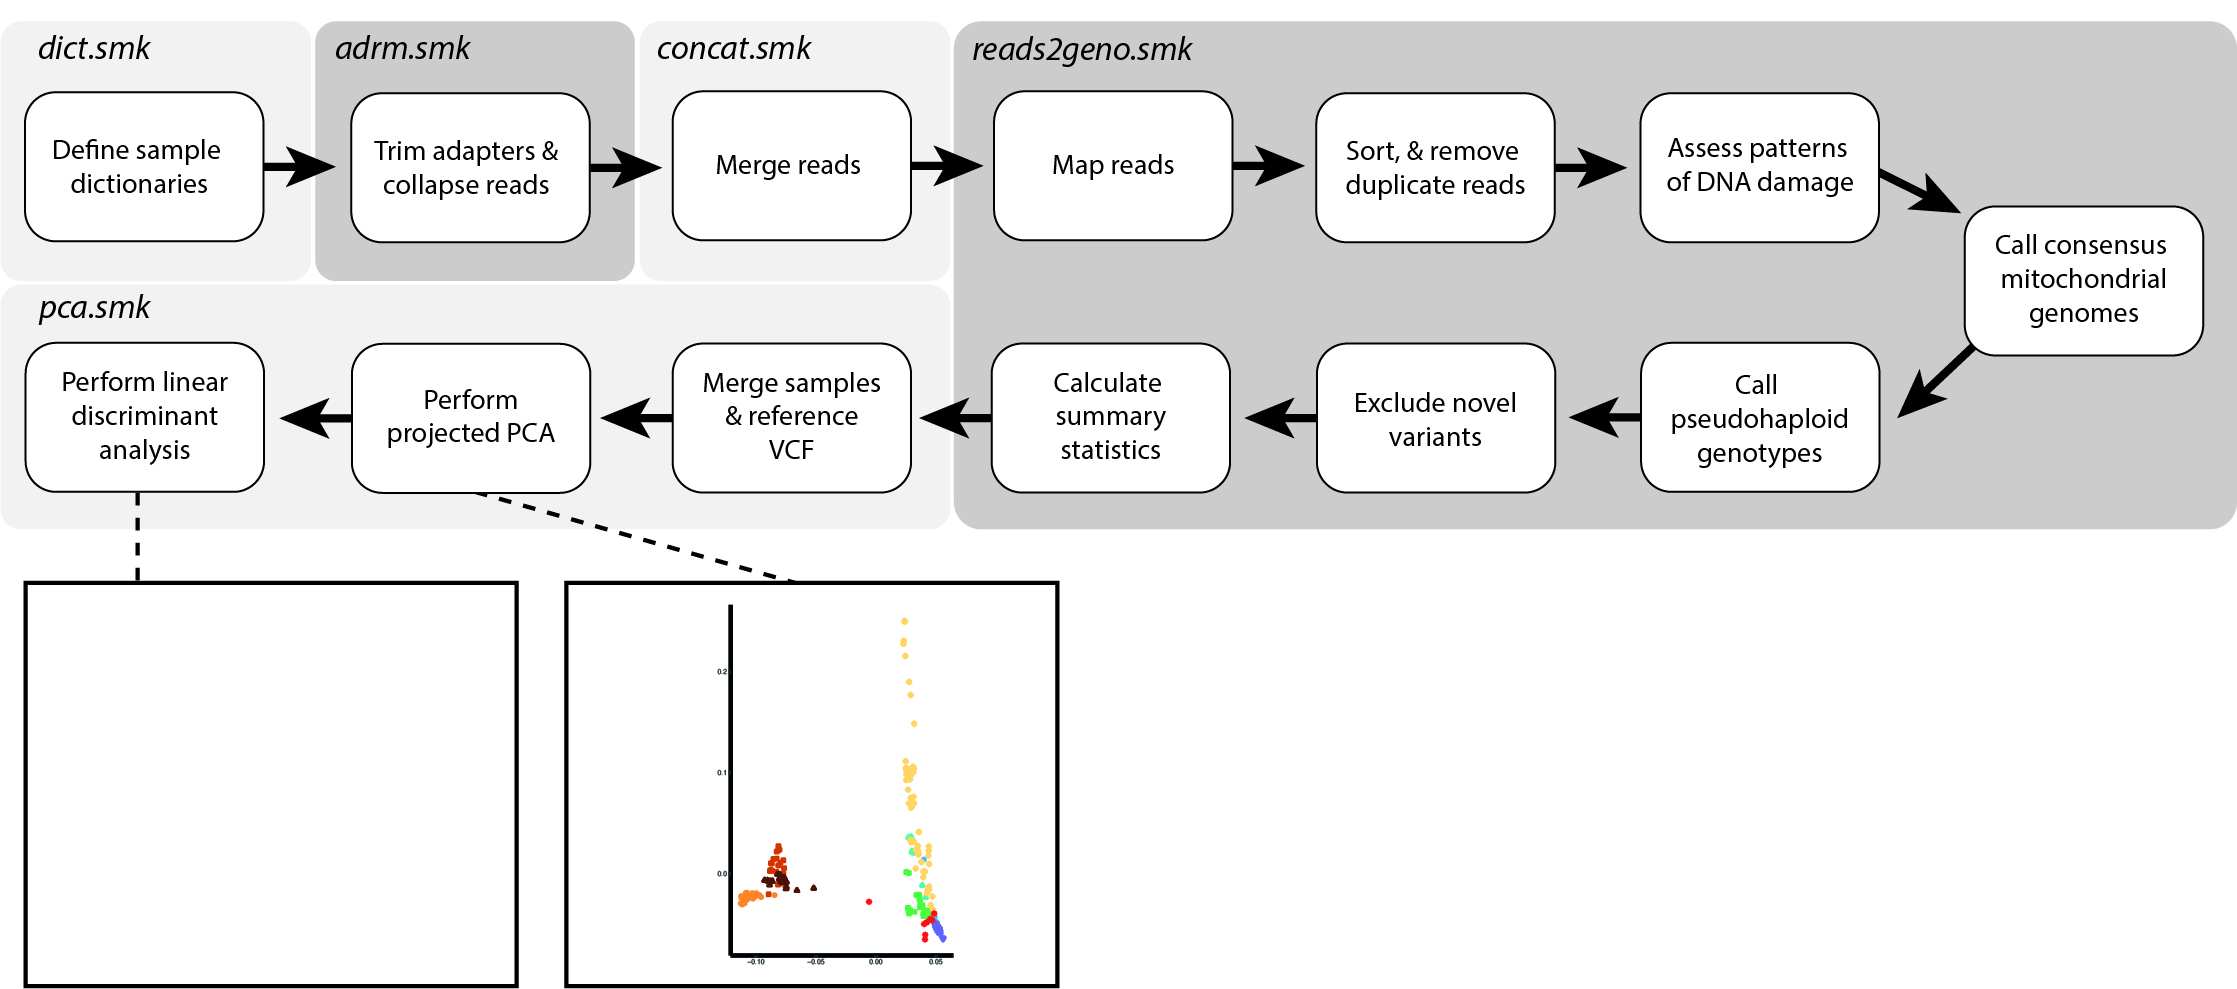 dict.smk
adrm.smk
concat.smk
reads2geno.smk
Define sample
dictionaries
Trim adapters &
collapse reads
Merge reads
Map reads
Sort, & remove
duplicate reads
Assess patterns
of DNA damage
Call consensus
mitochondrial
genomes
pca.smk
Perform linear
discriminant
analysis
Perform
projected PCA
Merge samples
& reference
VCF
Calculate
summary
statistics
Exclude novel
variants
Call
pseudohaploid
genotypes
0.2
0.1
0.0
−0.10
−0.05
0.00
0.05